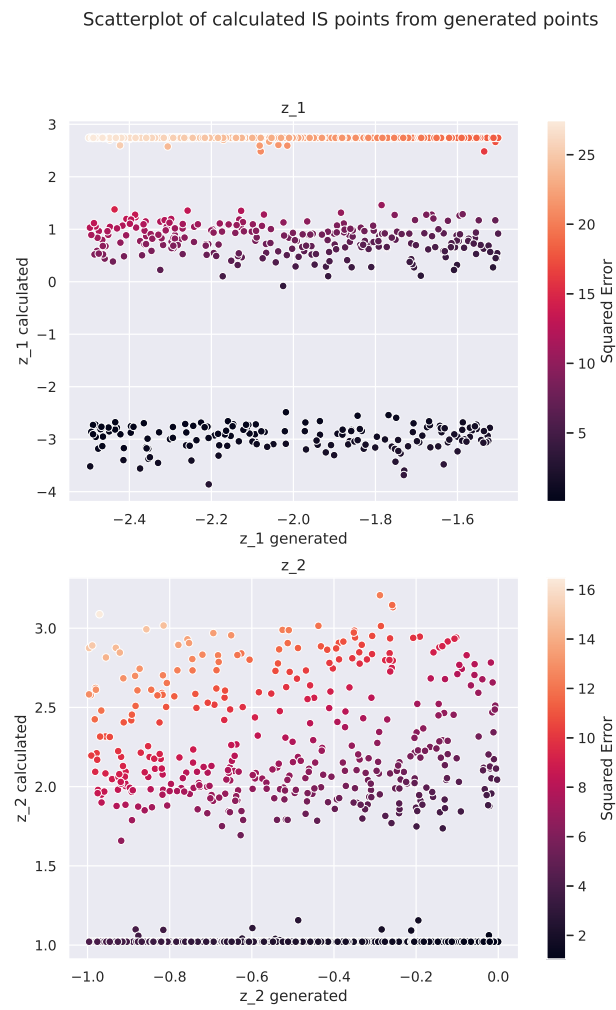 Scatterplot of calculated IS points from generated points
z_1
3
2
1
0
−1
−2
−3
−4
z_1 calculated
−2.4 −2.2 −2.0 −1.8 −1.6
z_1 generated
25
20
15
10
5
Squared Error
z_2
3.0
2.5
2.0
1.5
1.0
z_2 calculated
−1.0 −0.8 −0.6 −0.4 −0.2 0.0
z_2 generated
16
14
12
10
8
6
4
2
Squared Error